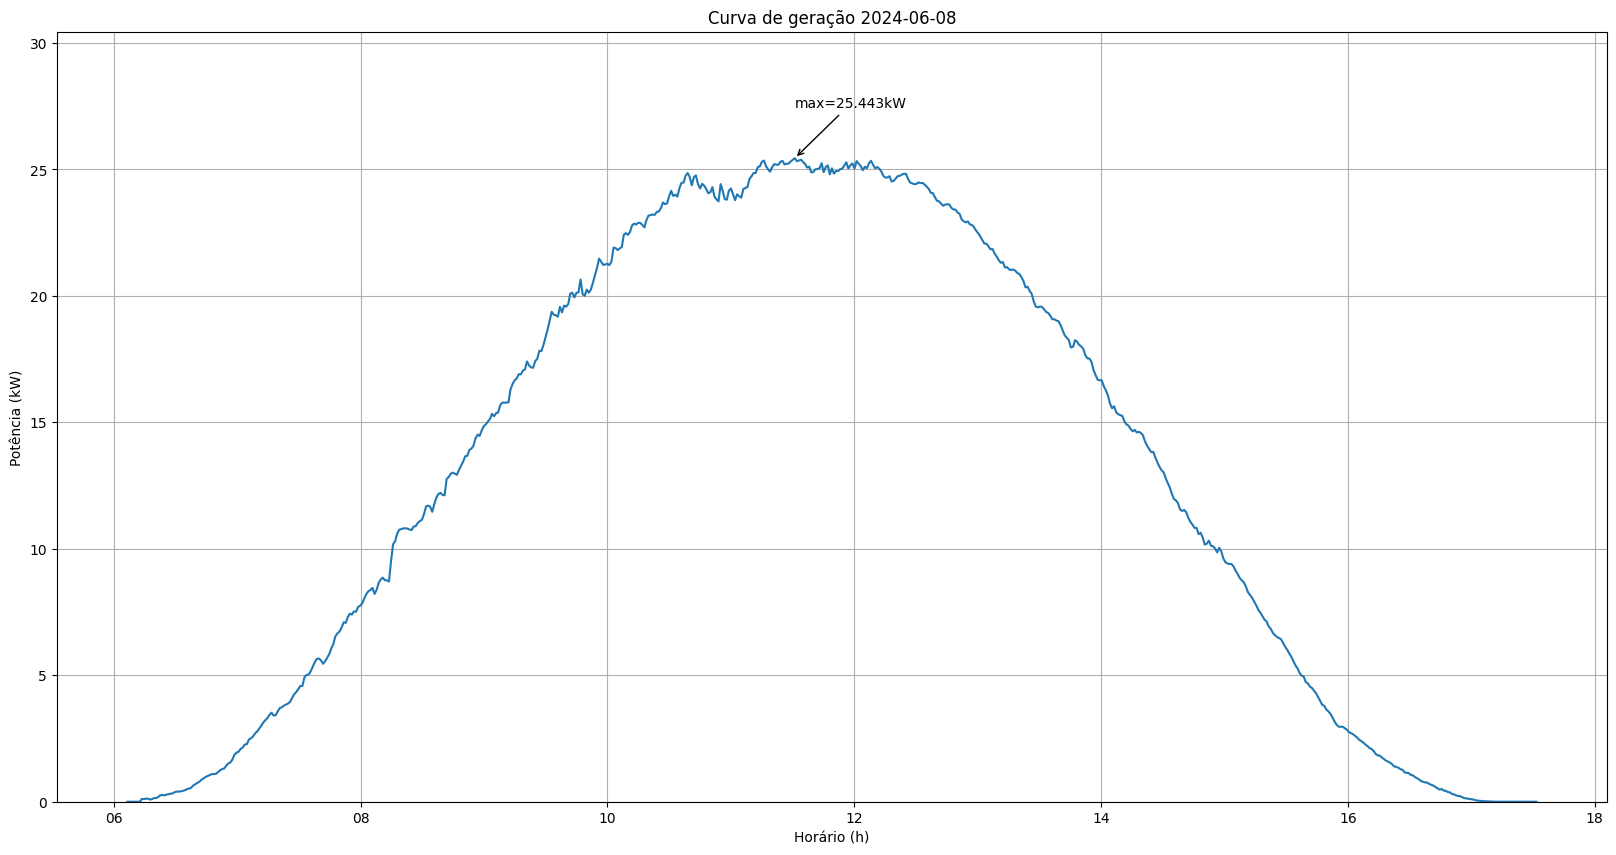 Curva de geração 2024-06-08
30
max=25.443kW
25
20
15
Potência (kW)
10
5
0
06 08 10 12 14 16 18
Horário (h)